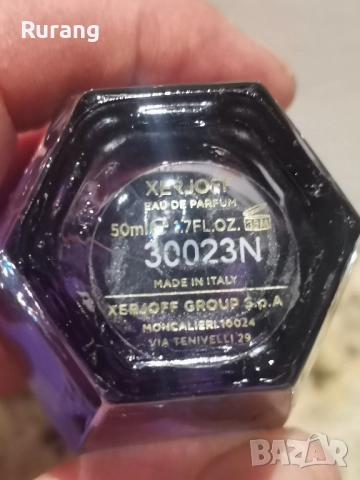 Rurang
XERJOFF
EAU DE PARFUM
50ml ℮ 1.7FL.OZ.
30023N
MADE IN ITALY
XERJOFF GROUP S.p.A
MONCALIERI.10024
VIA TENIVELLI 29
BAZAR